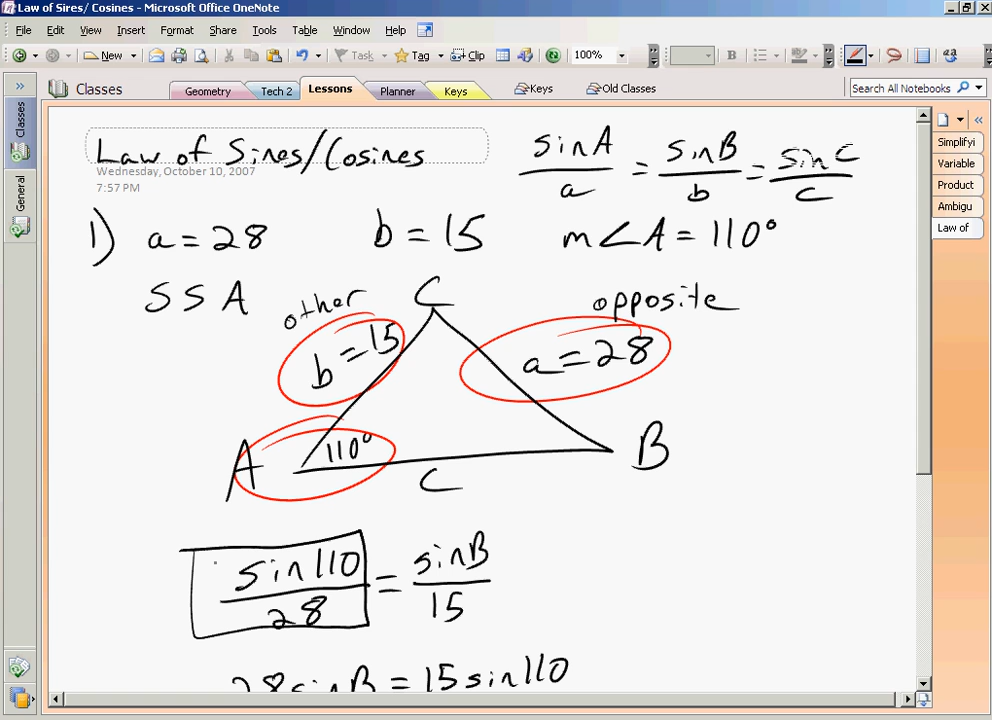 Law of Sires/ Cosines - Microsoft Office OneNote
File Edit View Insert Format Share Tools Table Window Help
New Task Tag Clip 100% B
Classes Geometry Tech 2 Lessons Planner Keys Keys Old Classes Search All Notebooks
Classes
General
Simplifyi
Variable
Product
Ambigu
Law of
Law of Sires/Cosines
Wednesday, October 10, 2007
7:57 PM
sinA/a = sinB/b = sinC/c
1) a = 28 b = 15 m∠A = 110°
SSA other C opposite
b = 15 a = 28
A 110° B
C
sin110/28 = sinB/15
28sinB = 15sin110